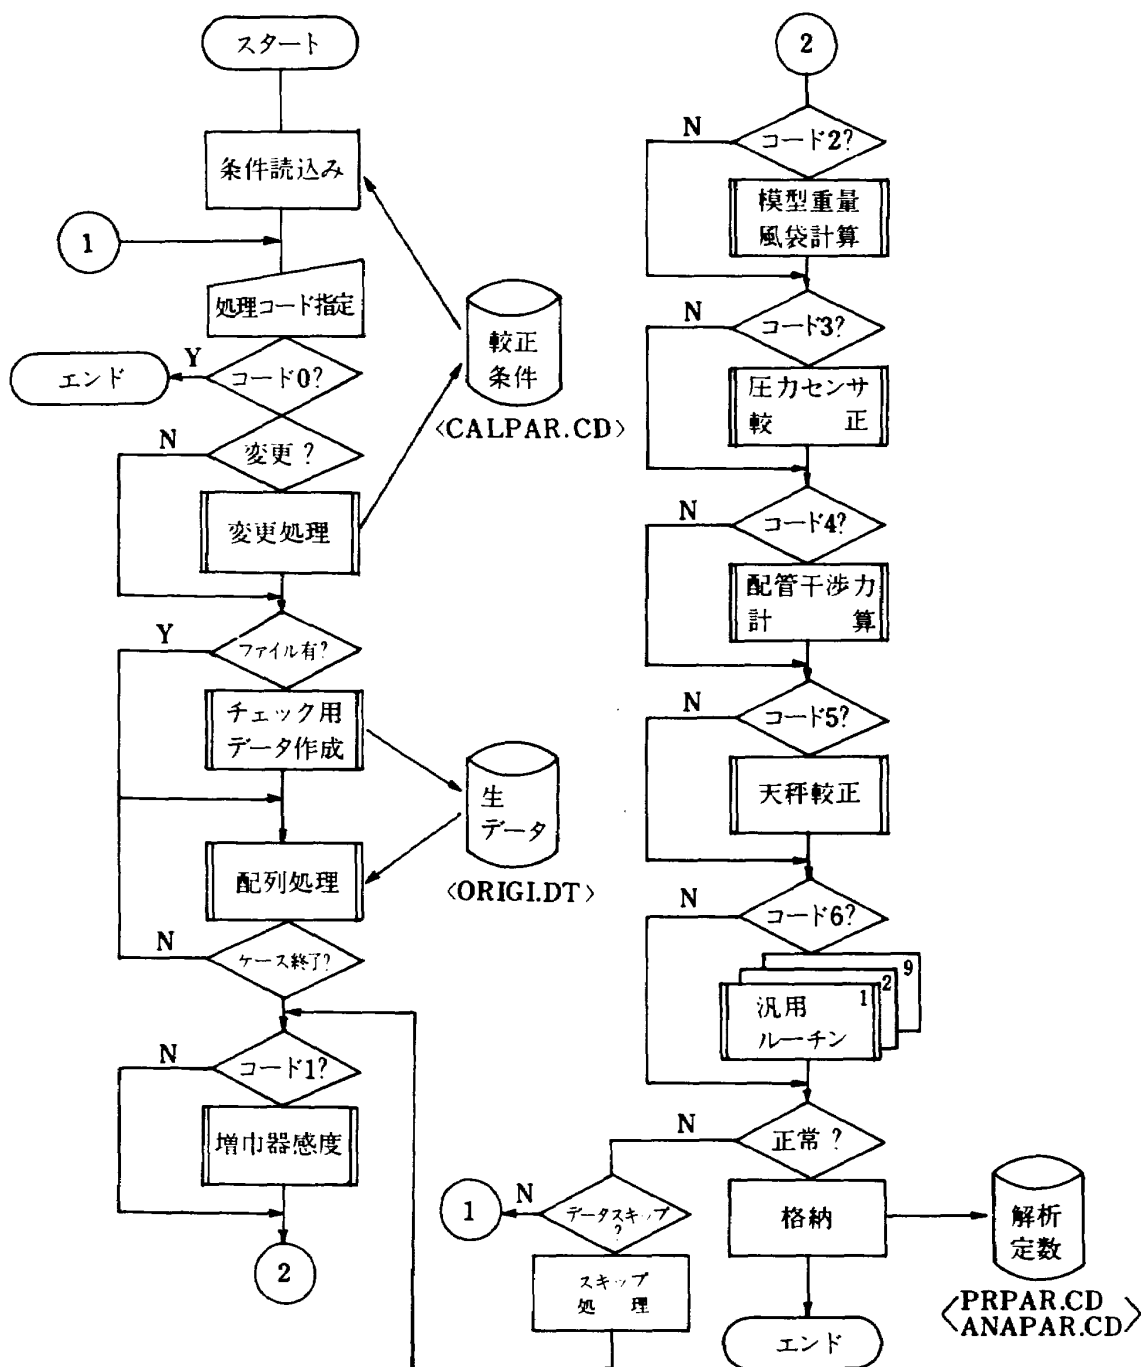 スタート
条件読込み
1
処理コード指定
Y
エンド
コード0?
較正
条件
〈CALPAR.CD〉
N
変更?
変更処理
Y
ファイル有?
チェック用
データ作成
生
データ
〈ORIGI.DT〉
配列処理
N
ケース終了?
N
コード1?
増巾器感度
2
2
N
コード2?
模型重量
風袋計算
N
コード3?
圧力センサ
較 正
N
コード4?
配管干渉力
計 算
N
コード5?
天秤較正
N
コード6?
9
2
1
汎用
ルーチン
N
正常?
1
N
データスキップ
?
スキップ
処 理
格納
解析
定数
〈PRPAR.CD
ANAPAR.CD〉
エンド